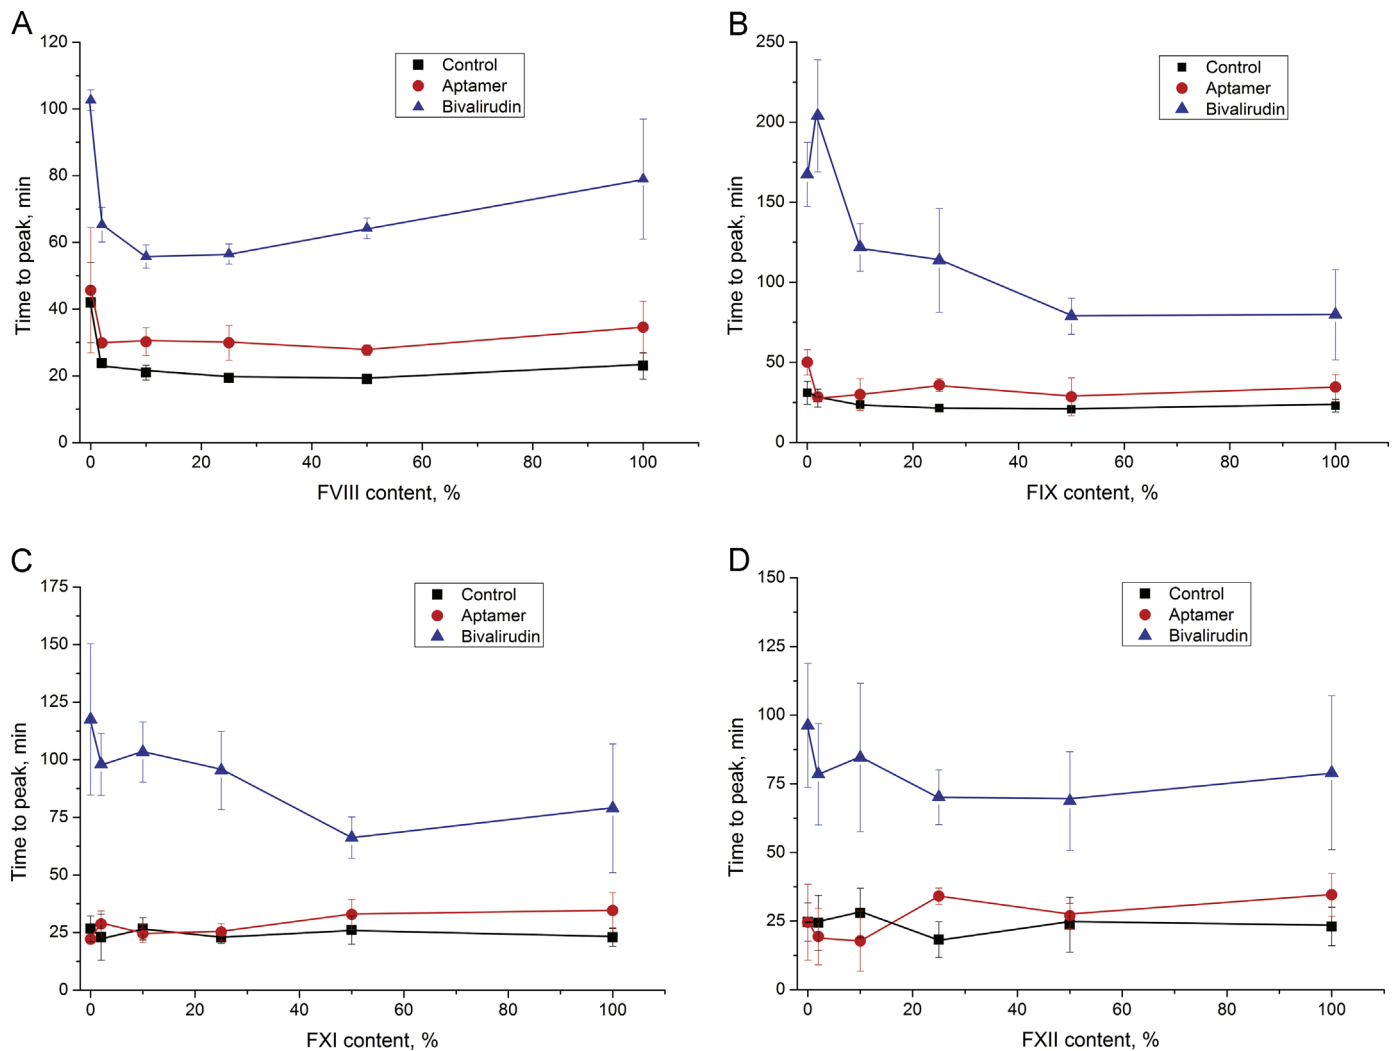 A
120
100
80
60
40
20
0
Time to peak, min
Control
Aptamer
Bivalirudin
0 20 40 60 80 100
FVIII content, %
B
250
200
150
100
50
0
Time to peak, min
Control
Aptamer
Bivalirudin
0 20 40 60 80 100
FIX content, %
C
175
150
125
100
75
50
25
0
Time to peak, min
Control
Aptamer
Bivalirudin
0 20 40 60 80 100
FXI content, %
D
150
125
100
75
50
25
0
Time to peak, min
Control
Aptamer
Bivalirudin
0 20 40 60 80 100
FXII content, %